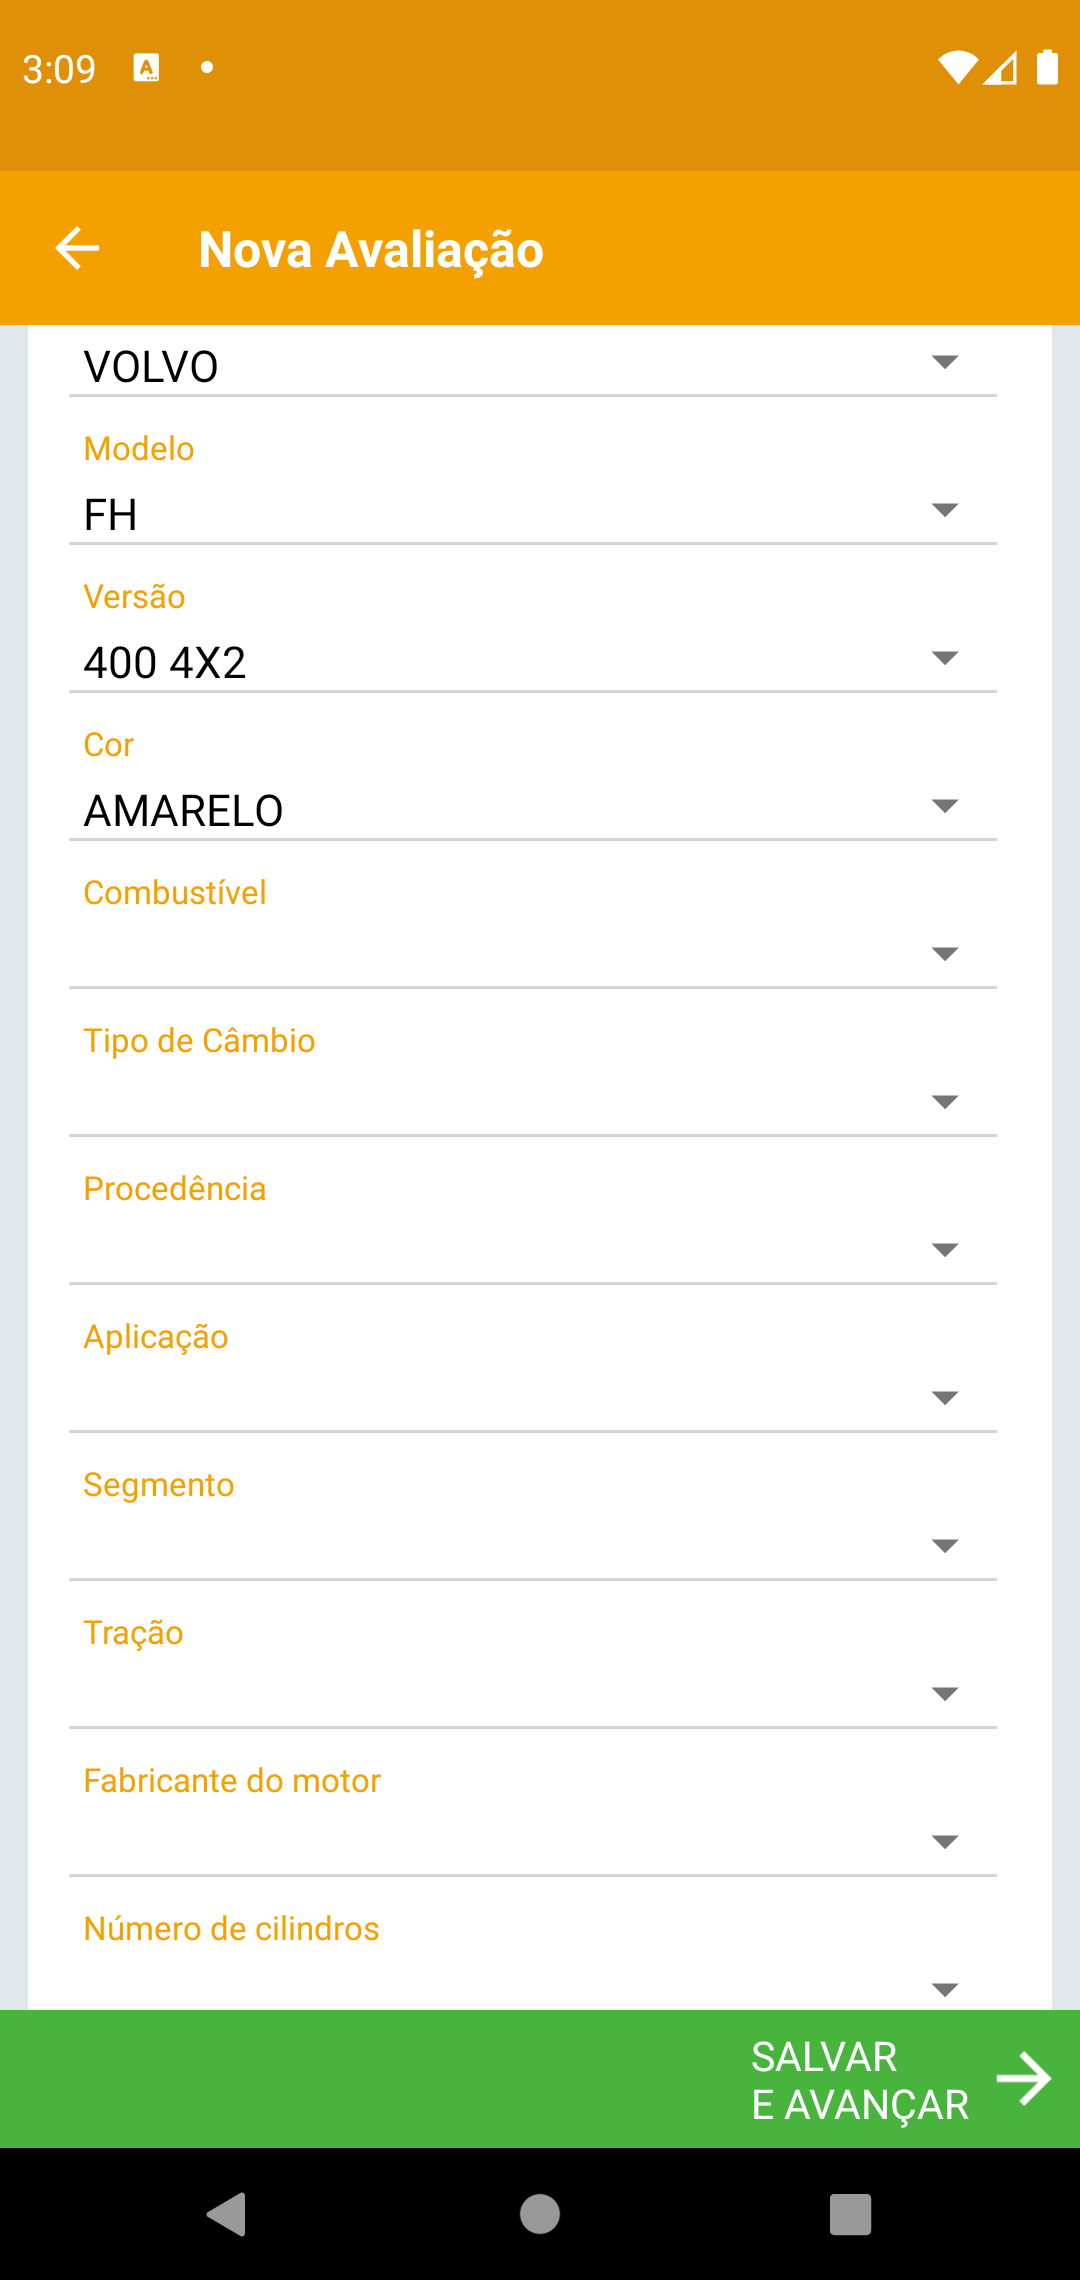 3:09
Nova Avaliação
VOLVO
Modelo
FH
Versão
400 4X2
Cor
AMARELO
Combustível
Tipo de Câmbio
Procedência
Aplicação
Segmento
Tração
Fabricante do motor
Número de cilindros
SALVAR
E AVANÇAR